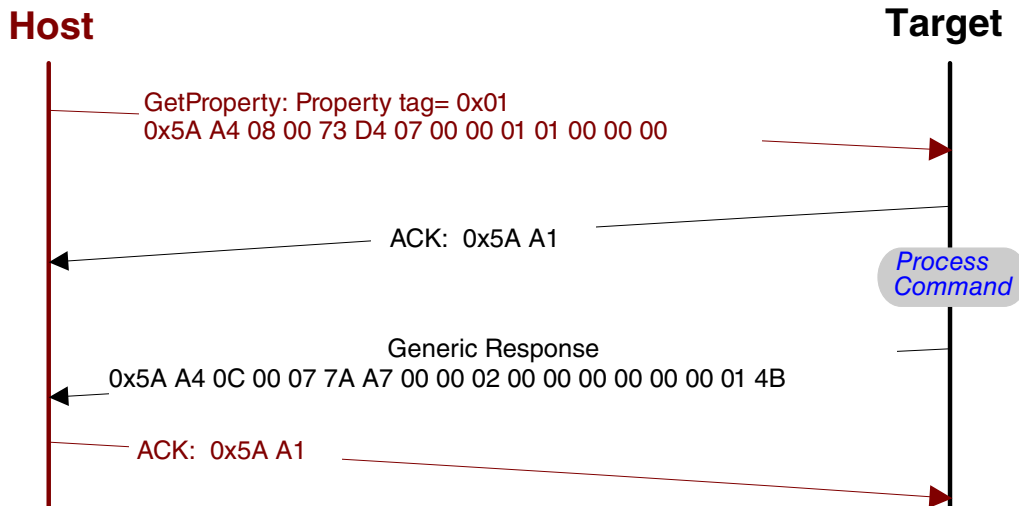 Host
Target
GetProperty: Property tag= 0x01
0x5A A4 08 00 73 D4 07 00 00 01 01 00 00 00
ACK: 0x5A A1
Process
Command
Generic Response
0x5A A4 0C 00 07 7A A7 00 00 02 00 00 00 00 00 00 01 4B
ACK: 0x5A A1